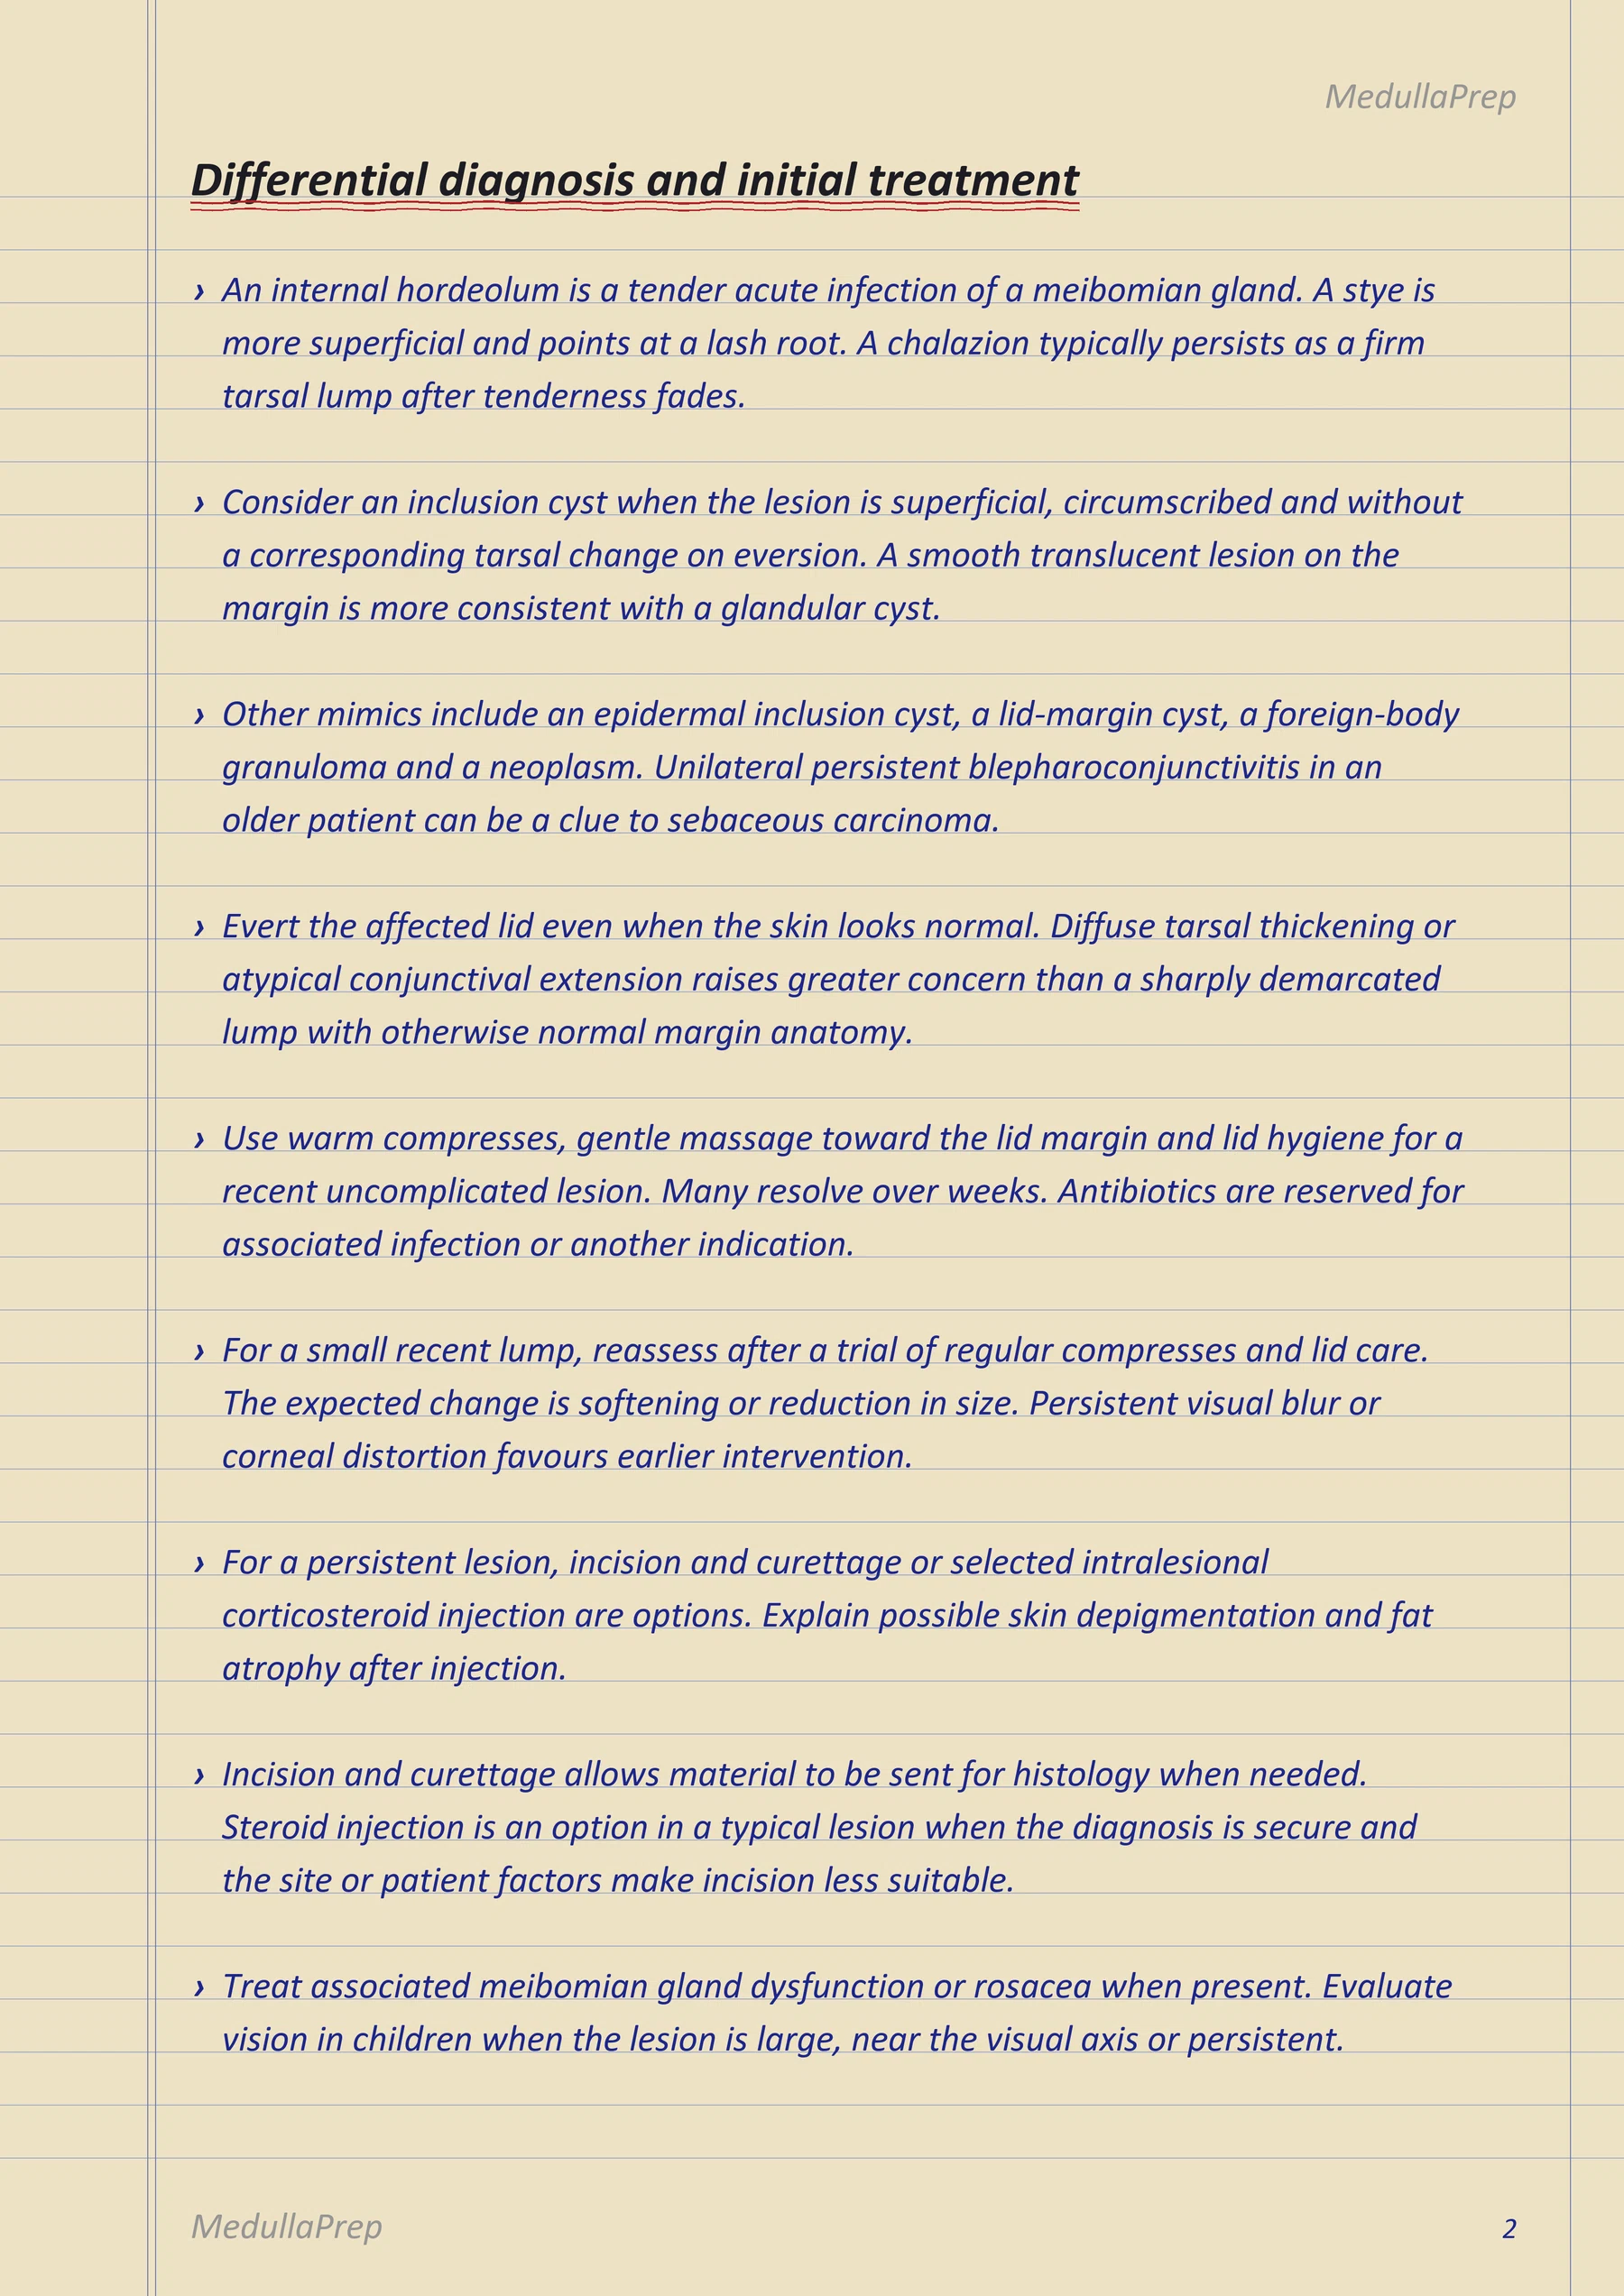 MedullaPrep
Differential diagnosis and initial treatment
› An internal hordeolum is a tender acute infection of a meibomian gland. A stye is
more superficial and points at a lash root. A chalazion typically persists as a firm
tarsal lump after tenderness fades.
› Consider an inclusion cyst when the lesion is superficial, circumscribed and without
a corresponding tarsal change on eversion. A smooth translucent lesion on the
margin is more consistent with a glandular cyst.
› Other mimics include an epidermal inclusion cyst, a lid-margin cyst, a foreign-body
granuloma and a neoplasm. Unilateral persistent blepharoconjunctivitis in an
older patient can be a clue to sebaceous carcinoma.
› Evert the affected lid even when the skin looks normal. Diffuse tarsal thickening or
atypical conjunctival extension raises greater concern than a sharply demarcated
lump with otherwise normal margin anatomy.
› Use warm compresses, gentle massage toward the lid margin and lid hygiene for a
recent uncomplicated lesion. Many resolve over weeks. Antibiotics are reserved for
associated infection or another indication.
› For a small recent lump, reassess after a trial of regular compresses and lid care.
The expected change is softening or reduction in size. Persistent visual blur or
corneal distortion favours earlier intervention.
› For a persistent lesion, incision and curettage or selected intralesional
corticosteroid injection are options. Explain possible skin depigmentation and fat
atrophy after injection.
› Incision and curettage allows material to be sent for histology when needed.
Steroid injection is an option in a typical lesion when the diagnosis is secure and
the site or patient factors make incision less suitable.
› Treat associated meibomian gland dysfunction or rosacea when present. Evaluate
vision in children when the lesion is large, near the visual axis or persistent.
MedullaPrep
2